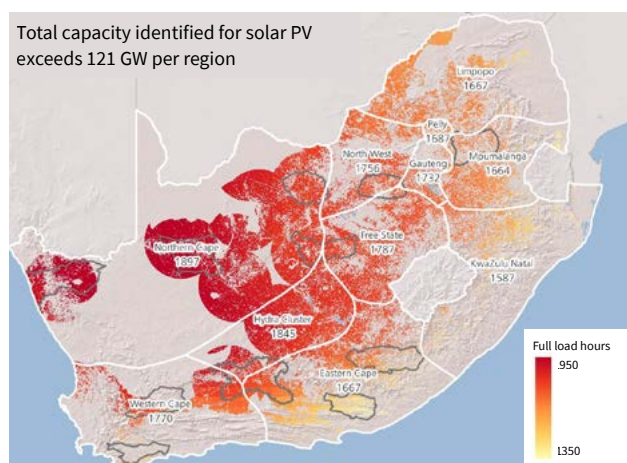 Total capacity identified for solar PV
exceeds 121 GW per region
Limpopo
1667
Pelly
1687
North West
1756
Gauteng
1732
Mpumalanga
1664
Northern Cape
1897
Free State
1787
KwaZulu Natal
1587
Hydra Cluster
1845
Eastern Cape
1667
Western Cape
1770
Full load hours
.950
1350